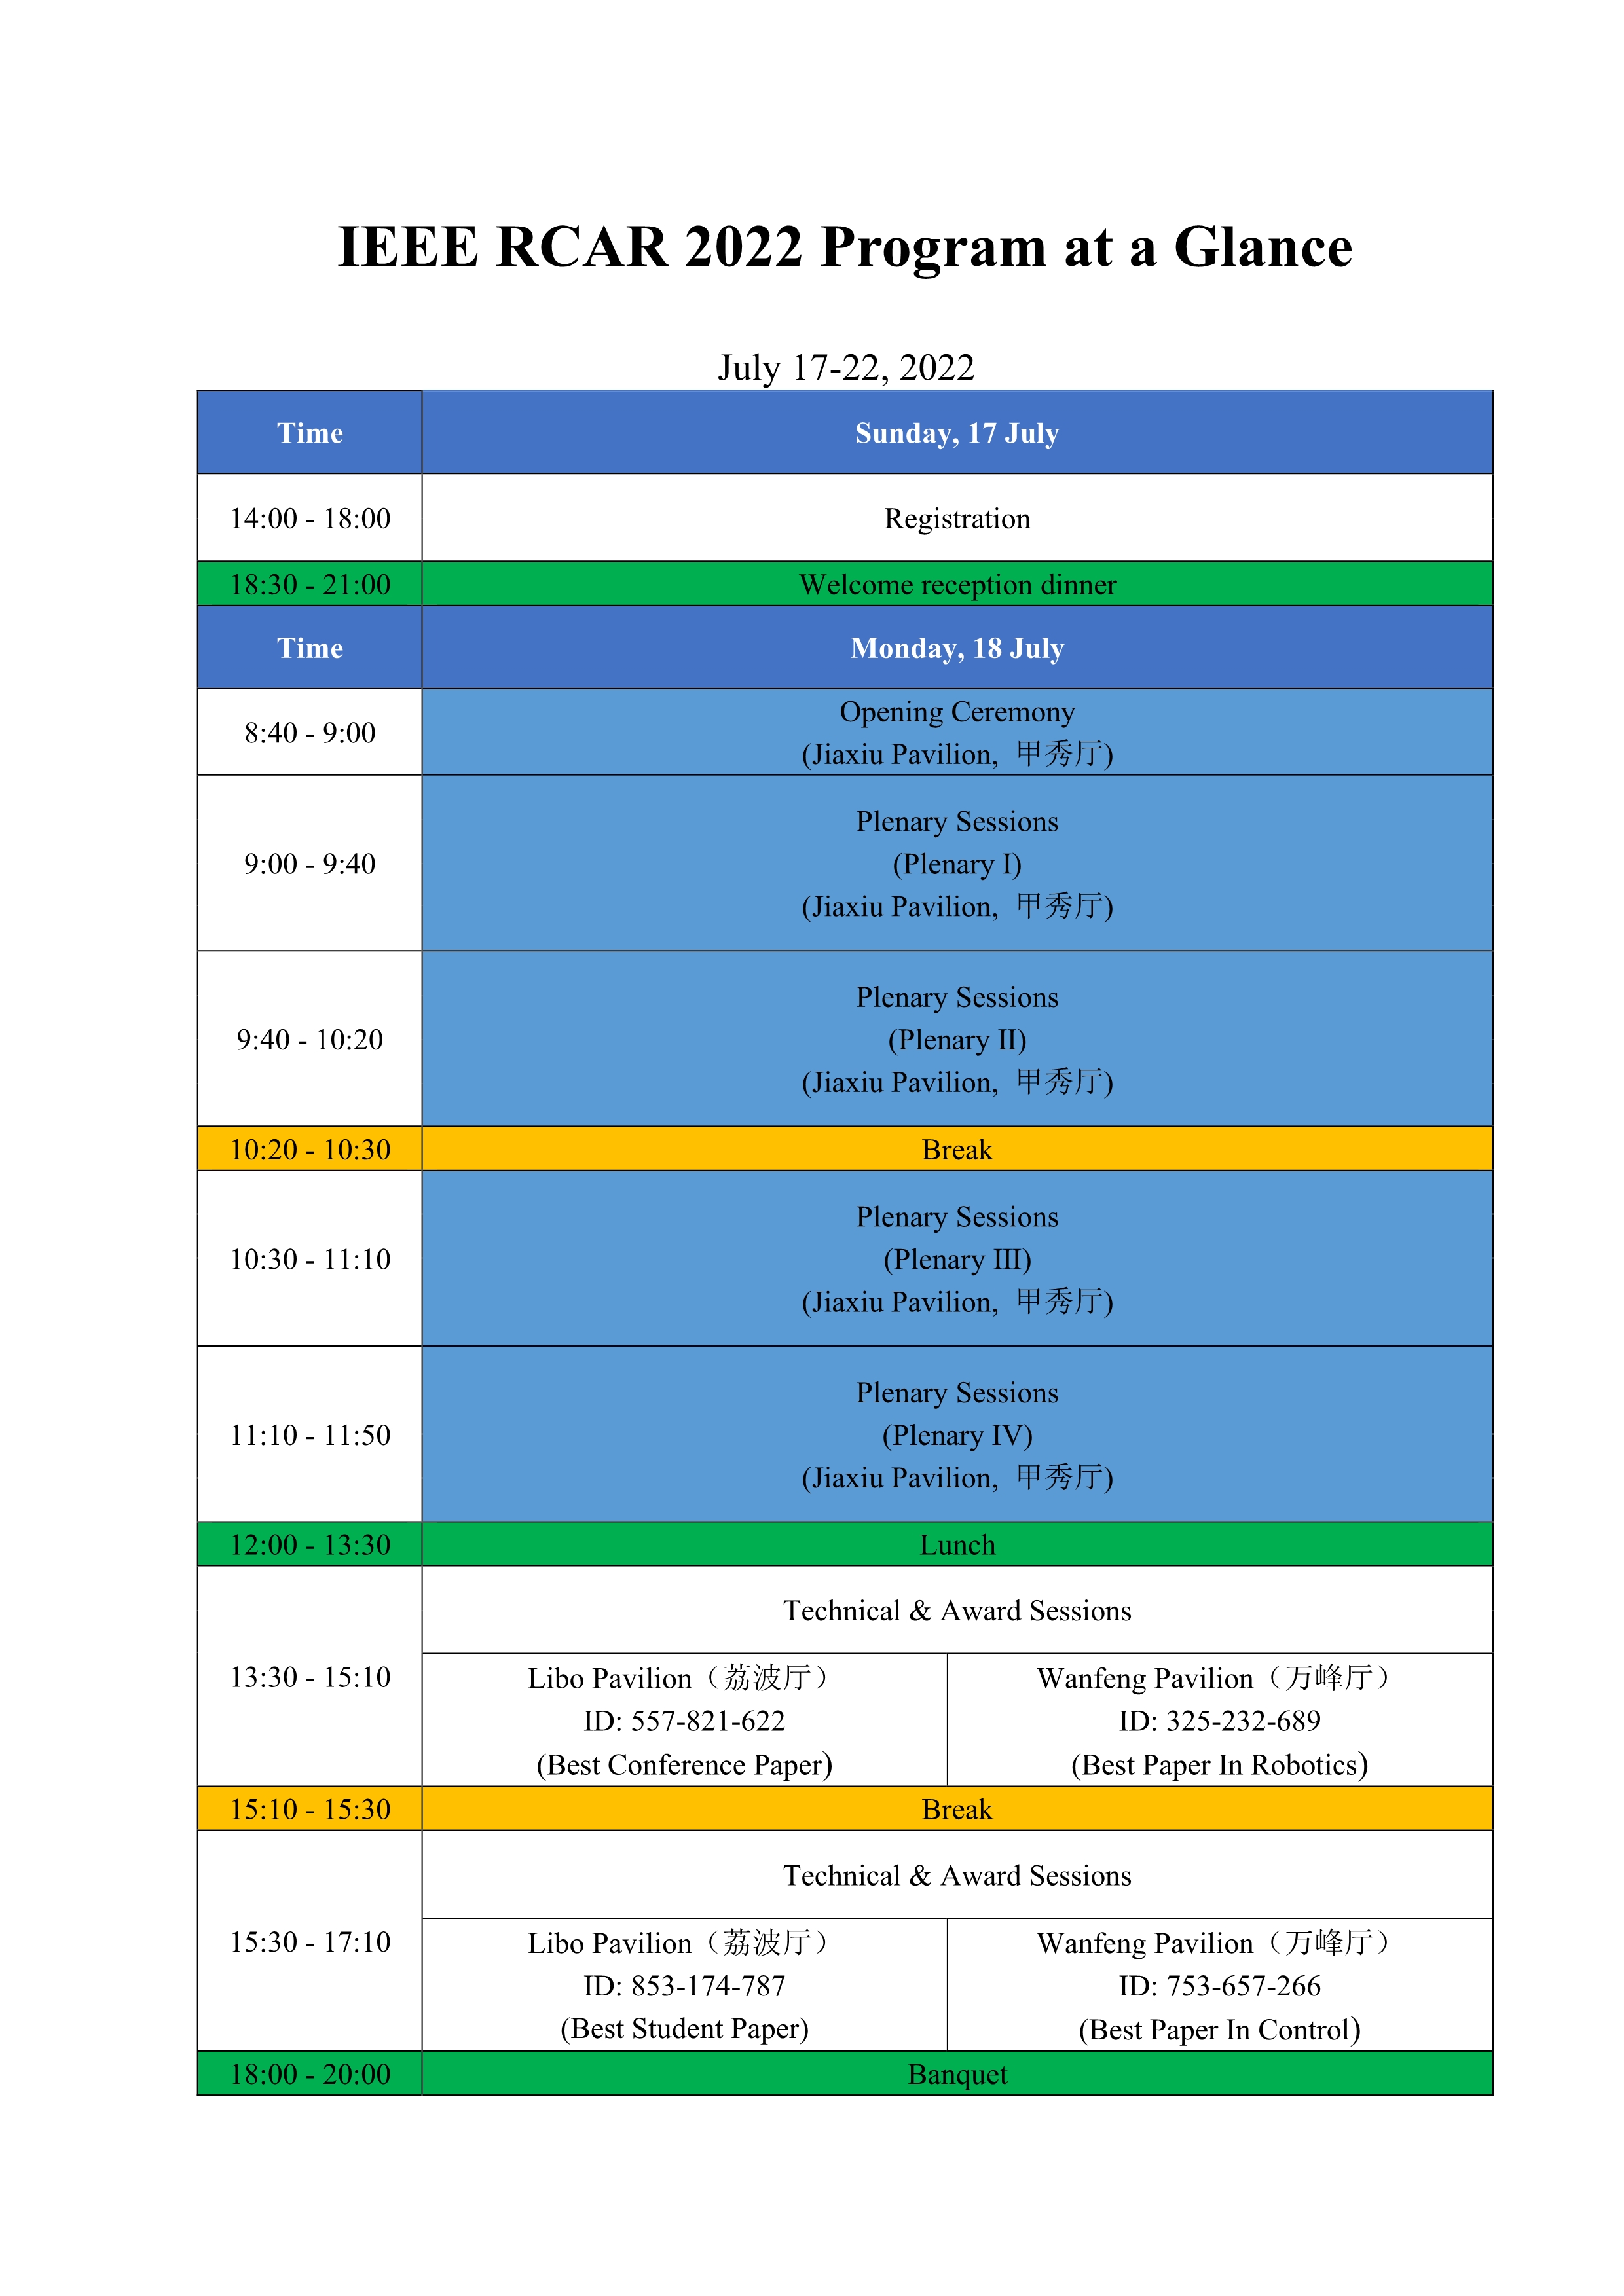 IEEE RCAR 2022 Program at a Glance
July 17-22, 2022
Time
Sunday, 17 July
14:00 - 18:00
Registration
18:30 - 21:00
Welcome reception dinner
Time
Monday, 18 July
8:40 - 9:00
Opening Ceremony
(Jiaxiu Pavilion, 甲秀厅)
9:00 - 9:40
Plenary Sessions
(Plenary I)
(Jiaxiu Pavilion, 甲秀厅)
9:40 - 10:20
Plenary Sessions
(Plenary II)
(Jiaxiu Pavilion, 甲秀厅)
10:20 - 10:30
Break
10:30 - 11:10
Plenary Sessions
(Plenary III)
(Jiaxiu Pavilion, 甲秀厅)
11:10 - 11:50
Plenary Sessions
(Plenary IV)
(Jiaxiu Pavilion, 甲秀厅)
12:00 - 13:30
Lunch
13:30 - 15:10
Technical & Award Sessions
Libo Pavilion（荔波厅）
ID: 557-821-622
(Best Conference Paper)
Wanfeng Pavilion（万峰厅）
ID: 325-232-689
(Best Paper In Robotics)
15:10 - 15:30
Break
15:30 - 17:10
Technical & Award Sessions
Libo Pavilion（荔波厅）
ID: 853-174-787
(Best Student Paper)
Wanfeng Pavilion（万峰厅）
ID: 753-657-266
(Best Paper In Control)
18:00 - 20:00
Banquet